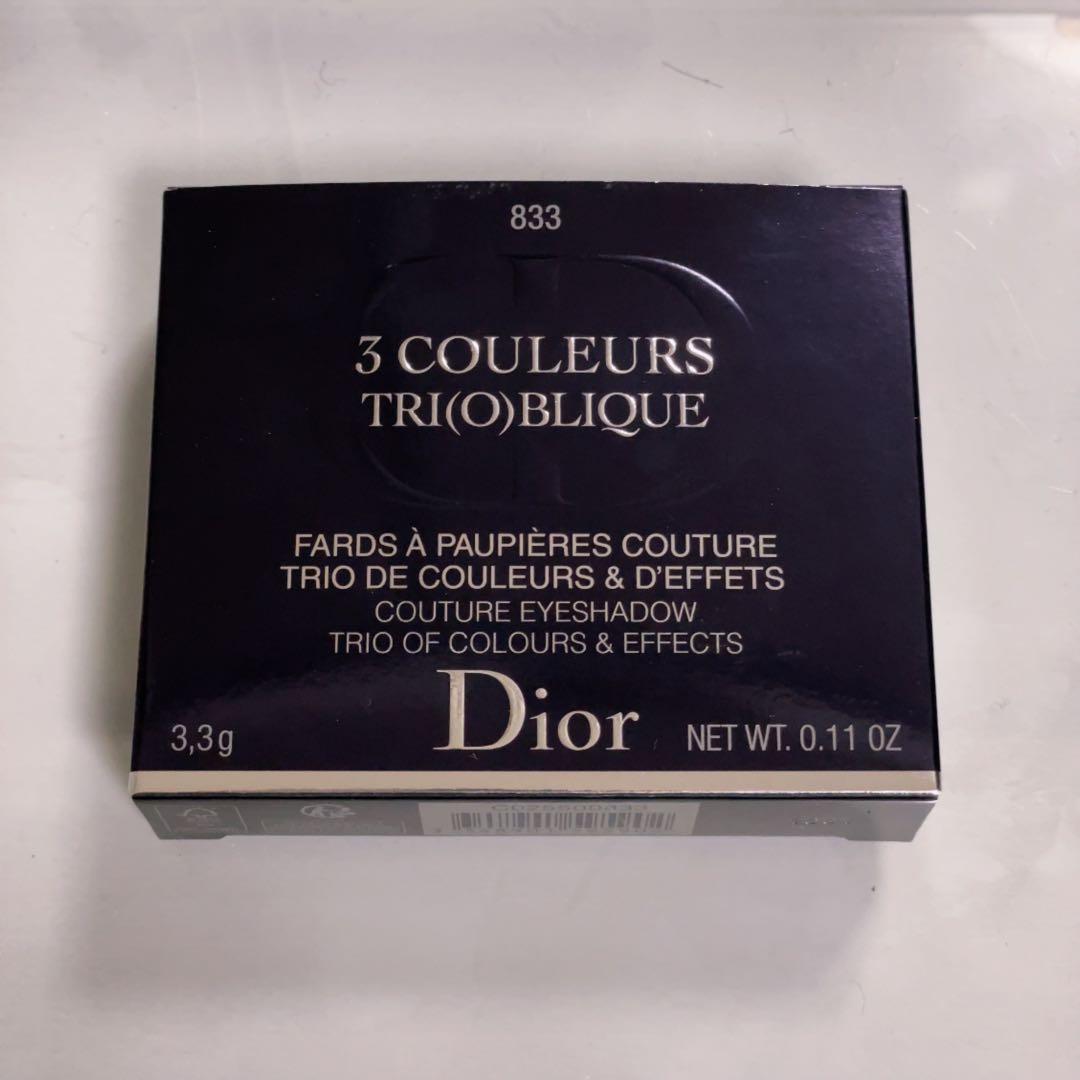 833
3 COULEURS
TRI(O)BLIQUE
FARDS À PAUPIÈRES COUTURE
TRIO DE COULEURS & D'EFFETS
COUTURE EYESHADOW
TRIO OF COLOURS & EFFECTS
Dior
3,3g
NET WT. 0.11 OZ